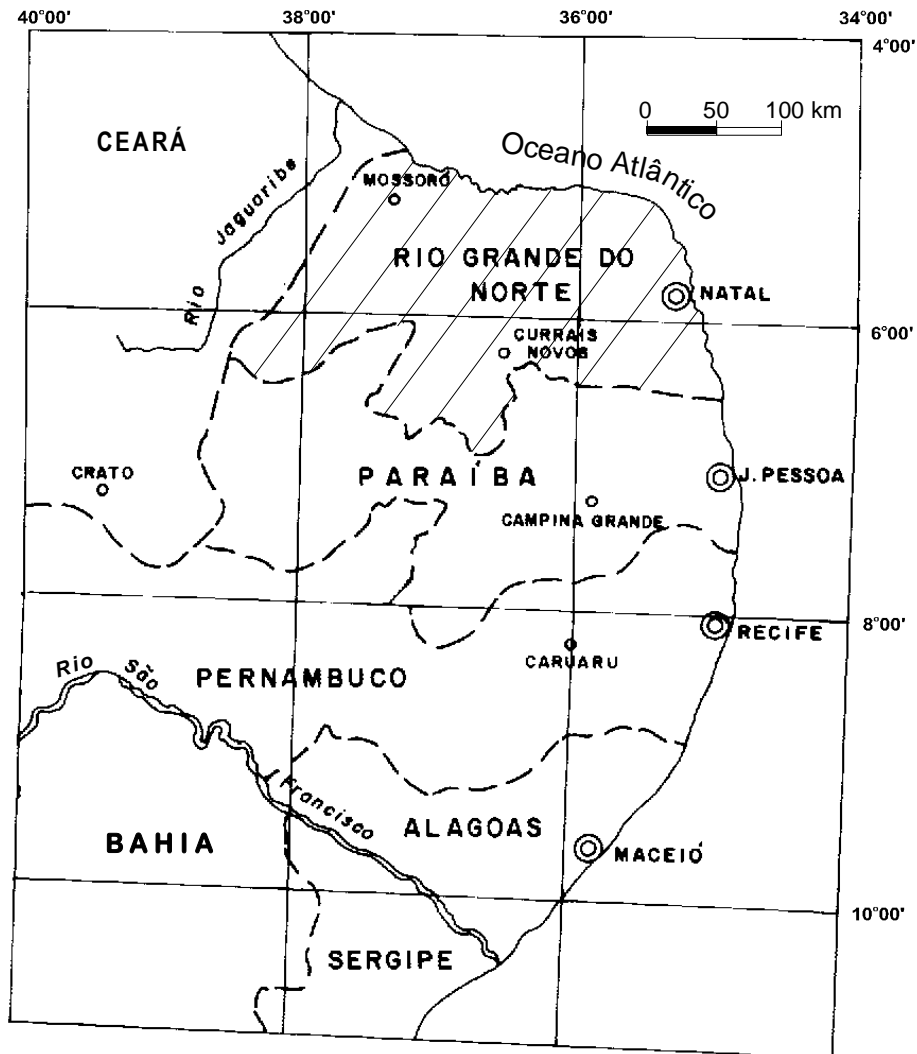 40°00'
38°00'
36°00'
34°00'
4°00'
0 50 100 km
CEARÁ
Oceano Atlântico
MOSSORÓ
Rio Jaguaribe
RIO GRANDE DO
NORTE
NATAL
6°00'
CURRAIS
NOVOS
CRATO
PARAÍBA
J. PESSOA
CAMPINA GRANDE
8°00'
RECIFE
CARUARU
Rio São Francisco
PERNAMBUCO
ALAGOAS
BAHIA
MACEIÓ
10°00'
SERGIPE